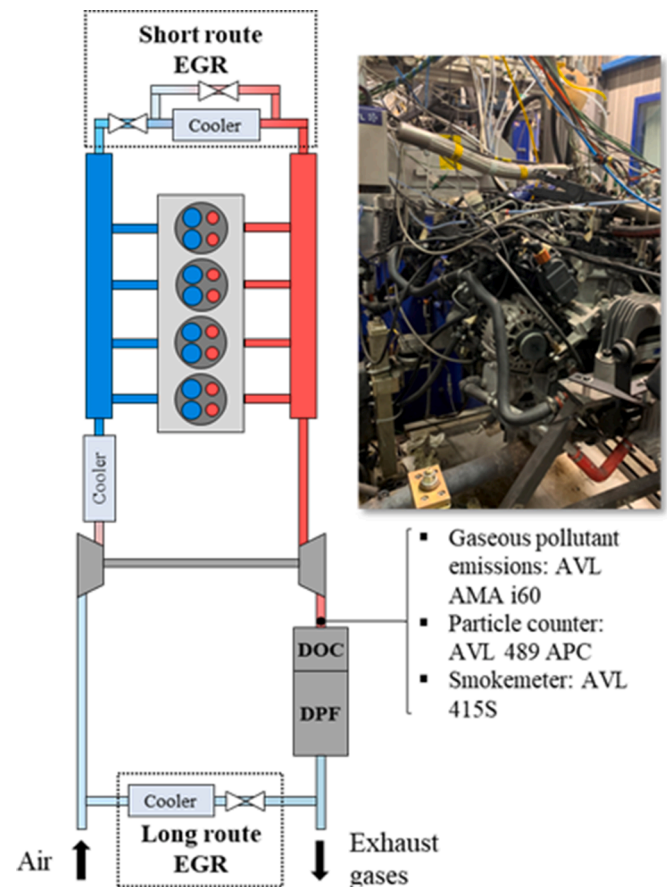 Short route
EGR
Cooler
Cooler
Gaseous pollutant
emissions: AVL
AMA i60
Particle counter:
AVL 489 APC
Smokemeter: AVL
415S
DOC
DPF
Cooler
Long route
EGR
Air
Exhaust
gases